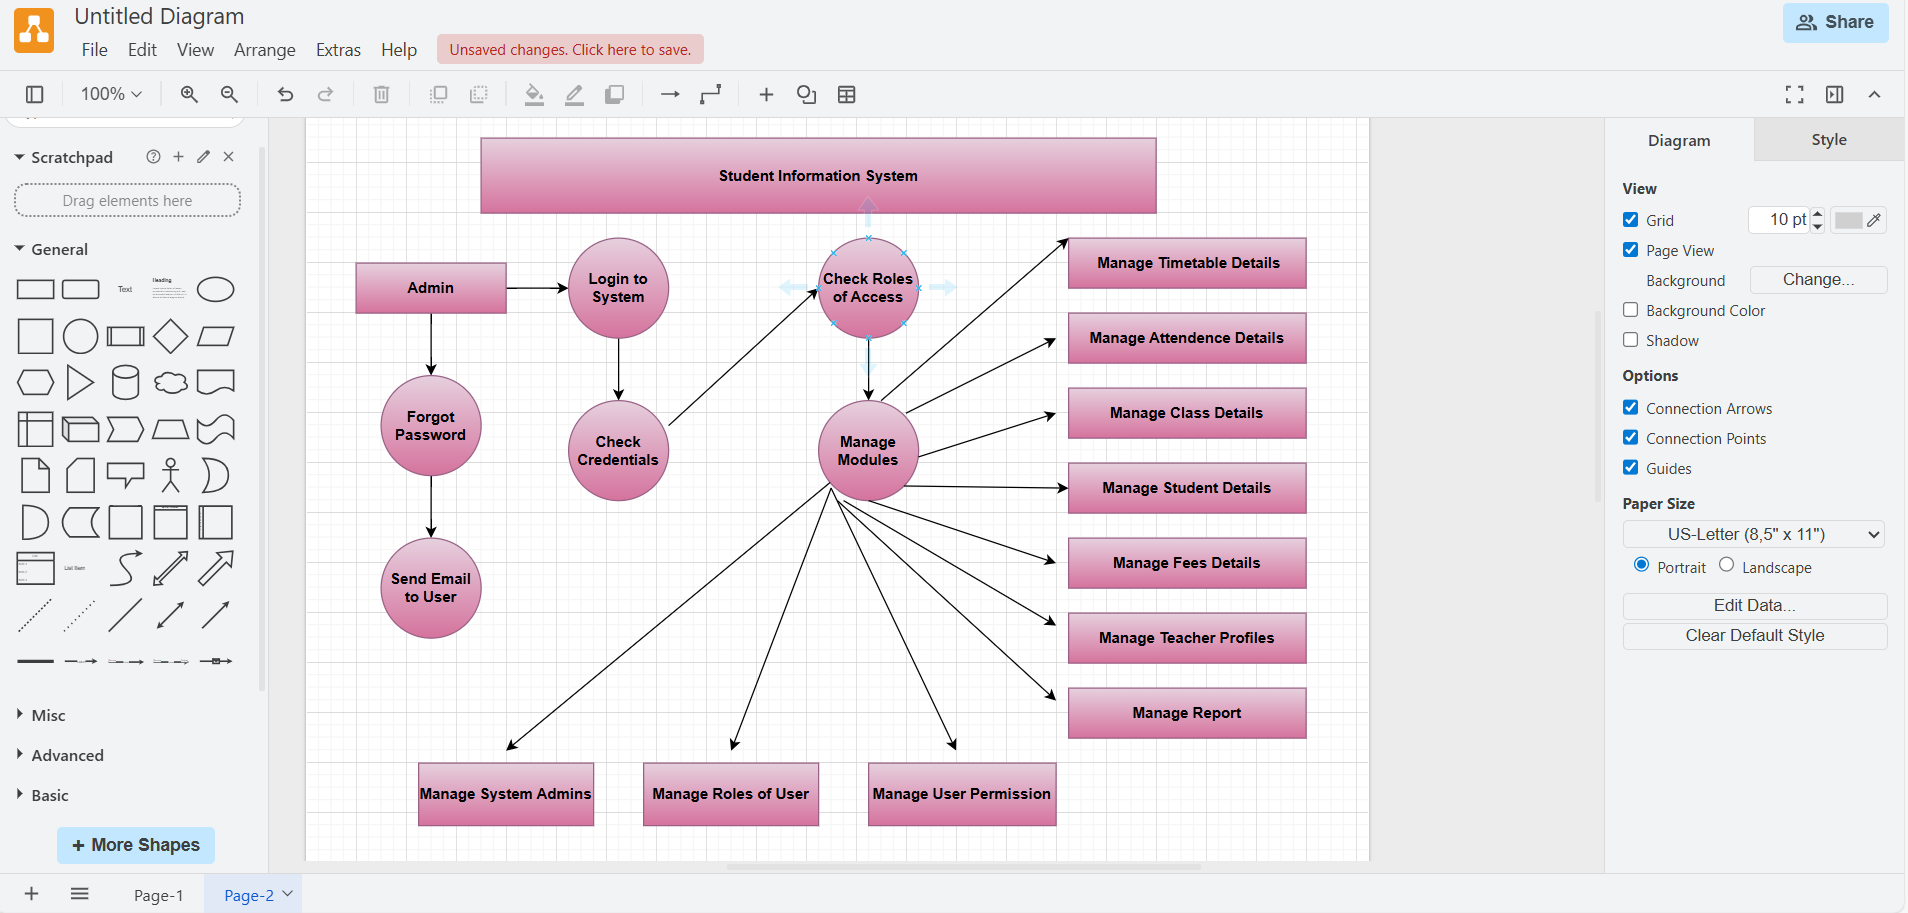 Untitled Diagram
File Edit View Arrange Extras Help Unsaved changes. Click here to save.
Share
100%
Scratchpad
Drag elements here
General
Text
Heading
List Item
Misc
Advanced
Basic
+ More Shapes
Student Information System
Admin
Login to
System
Check Roles
of Access
Forgot
Password
Check
Credentials
Manage
Modules
Send Email
to User
Manage Timetable Details
Manage Attendence Details
Manage Class Details
Manage Student Details
Manage Fees Details
Manage Teacher Profiles
Manage Report
Manage System Admins
Manage Roles of User
Manage User Permission
Diagram Style
View
Grid 10 pt
Page View
Background Change...
Background Color
Shadow
Options
Connection Arrows
Connection Points
Guides
Paper Size
US-Letter (8,5" x 11")
Portrait Landscape
Edit Data...
Clear Default Style
Page-1 Page-2